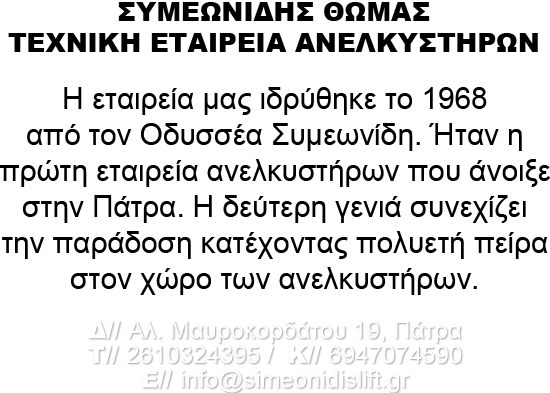 ΣΥΜΕΩΝΙΔΗΣ ΘΩΜΑΣ
ΤΕΧΝΙΚΗ ΕΤΑΙΡΕΙΑ ΑΝΕΛΚΥΣΤΗΡΩΝ
Η εταιρεία μας ιδρύθηκε το 1968
από τον Οδυσσέα Συμεωνίδη. Ήταν η
πρώτη εταιρεία ανελκυστήρων που άνοιξε
στην Πάτρα. Η δεύτερη γενιά συνεχίζει
την παράδοση κατέχοντας πολυετή πείρα
στον χώρο των ανελκυστήρων.
Δ// Αλ. Μαυροκορδάτου 19, Πάτρα
Τ// 2610324395 / Κ// 6947074590
Ε// info@simeonidislift.gr